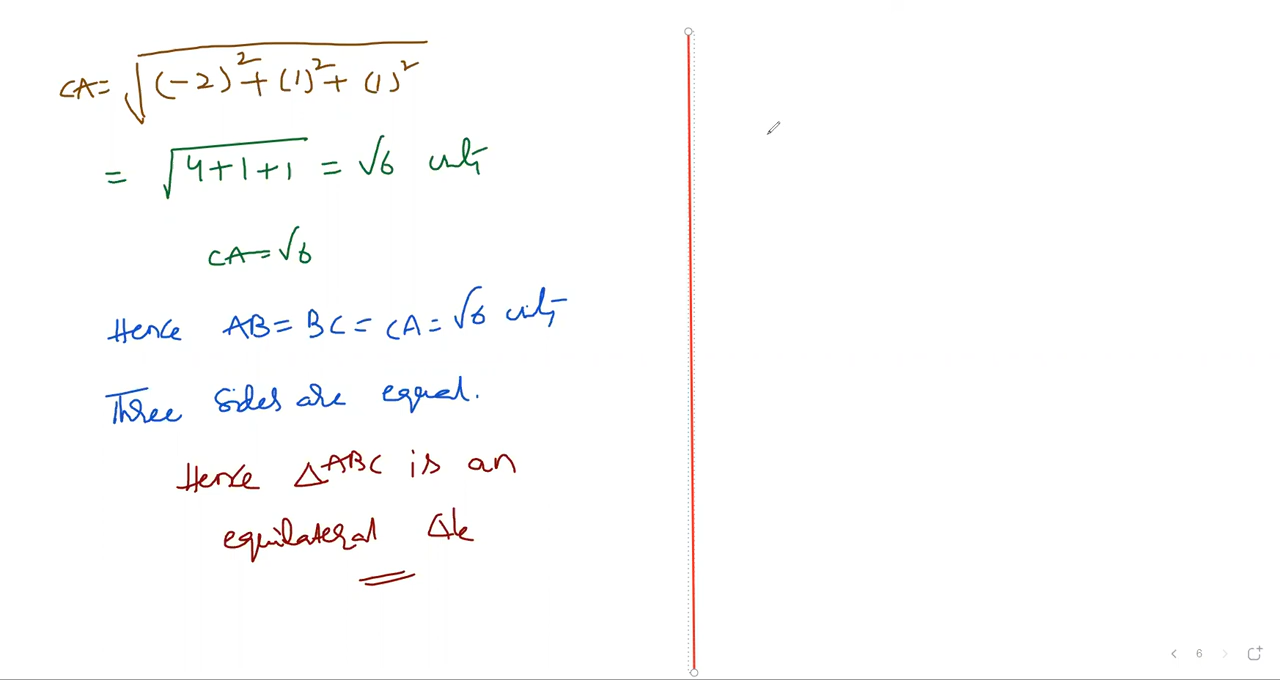 CA = √(-2)²+(1)²+(1)²
= √4+1+1 = √6 units
CA = √6
Hence AB = BC = CA = √6 units
Three sides are equal.
Hence Δ ABC is an
equilateral Δle
6